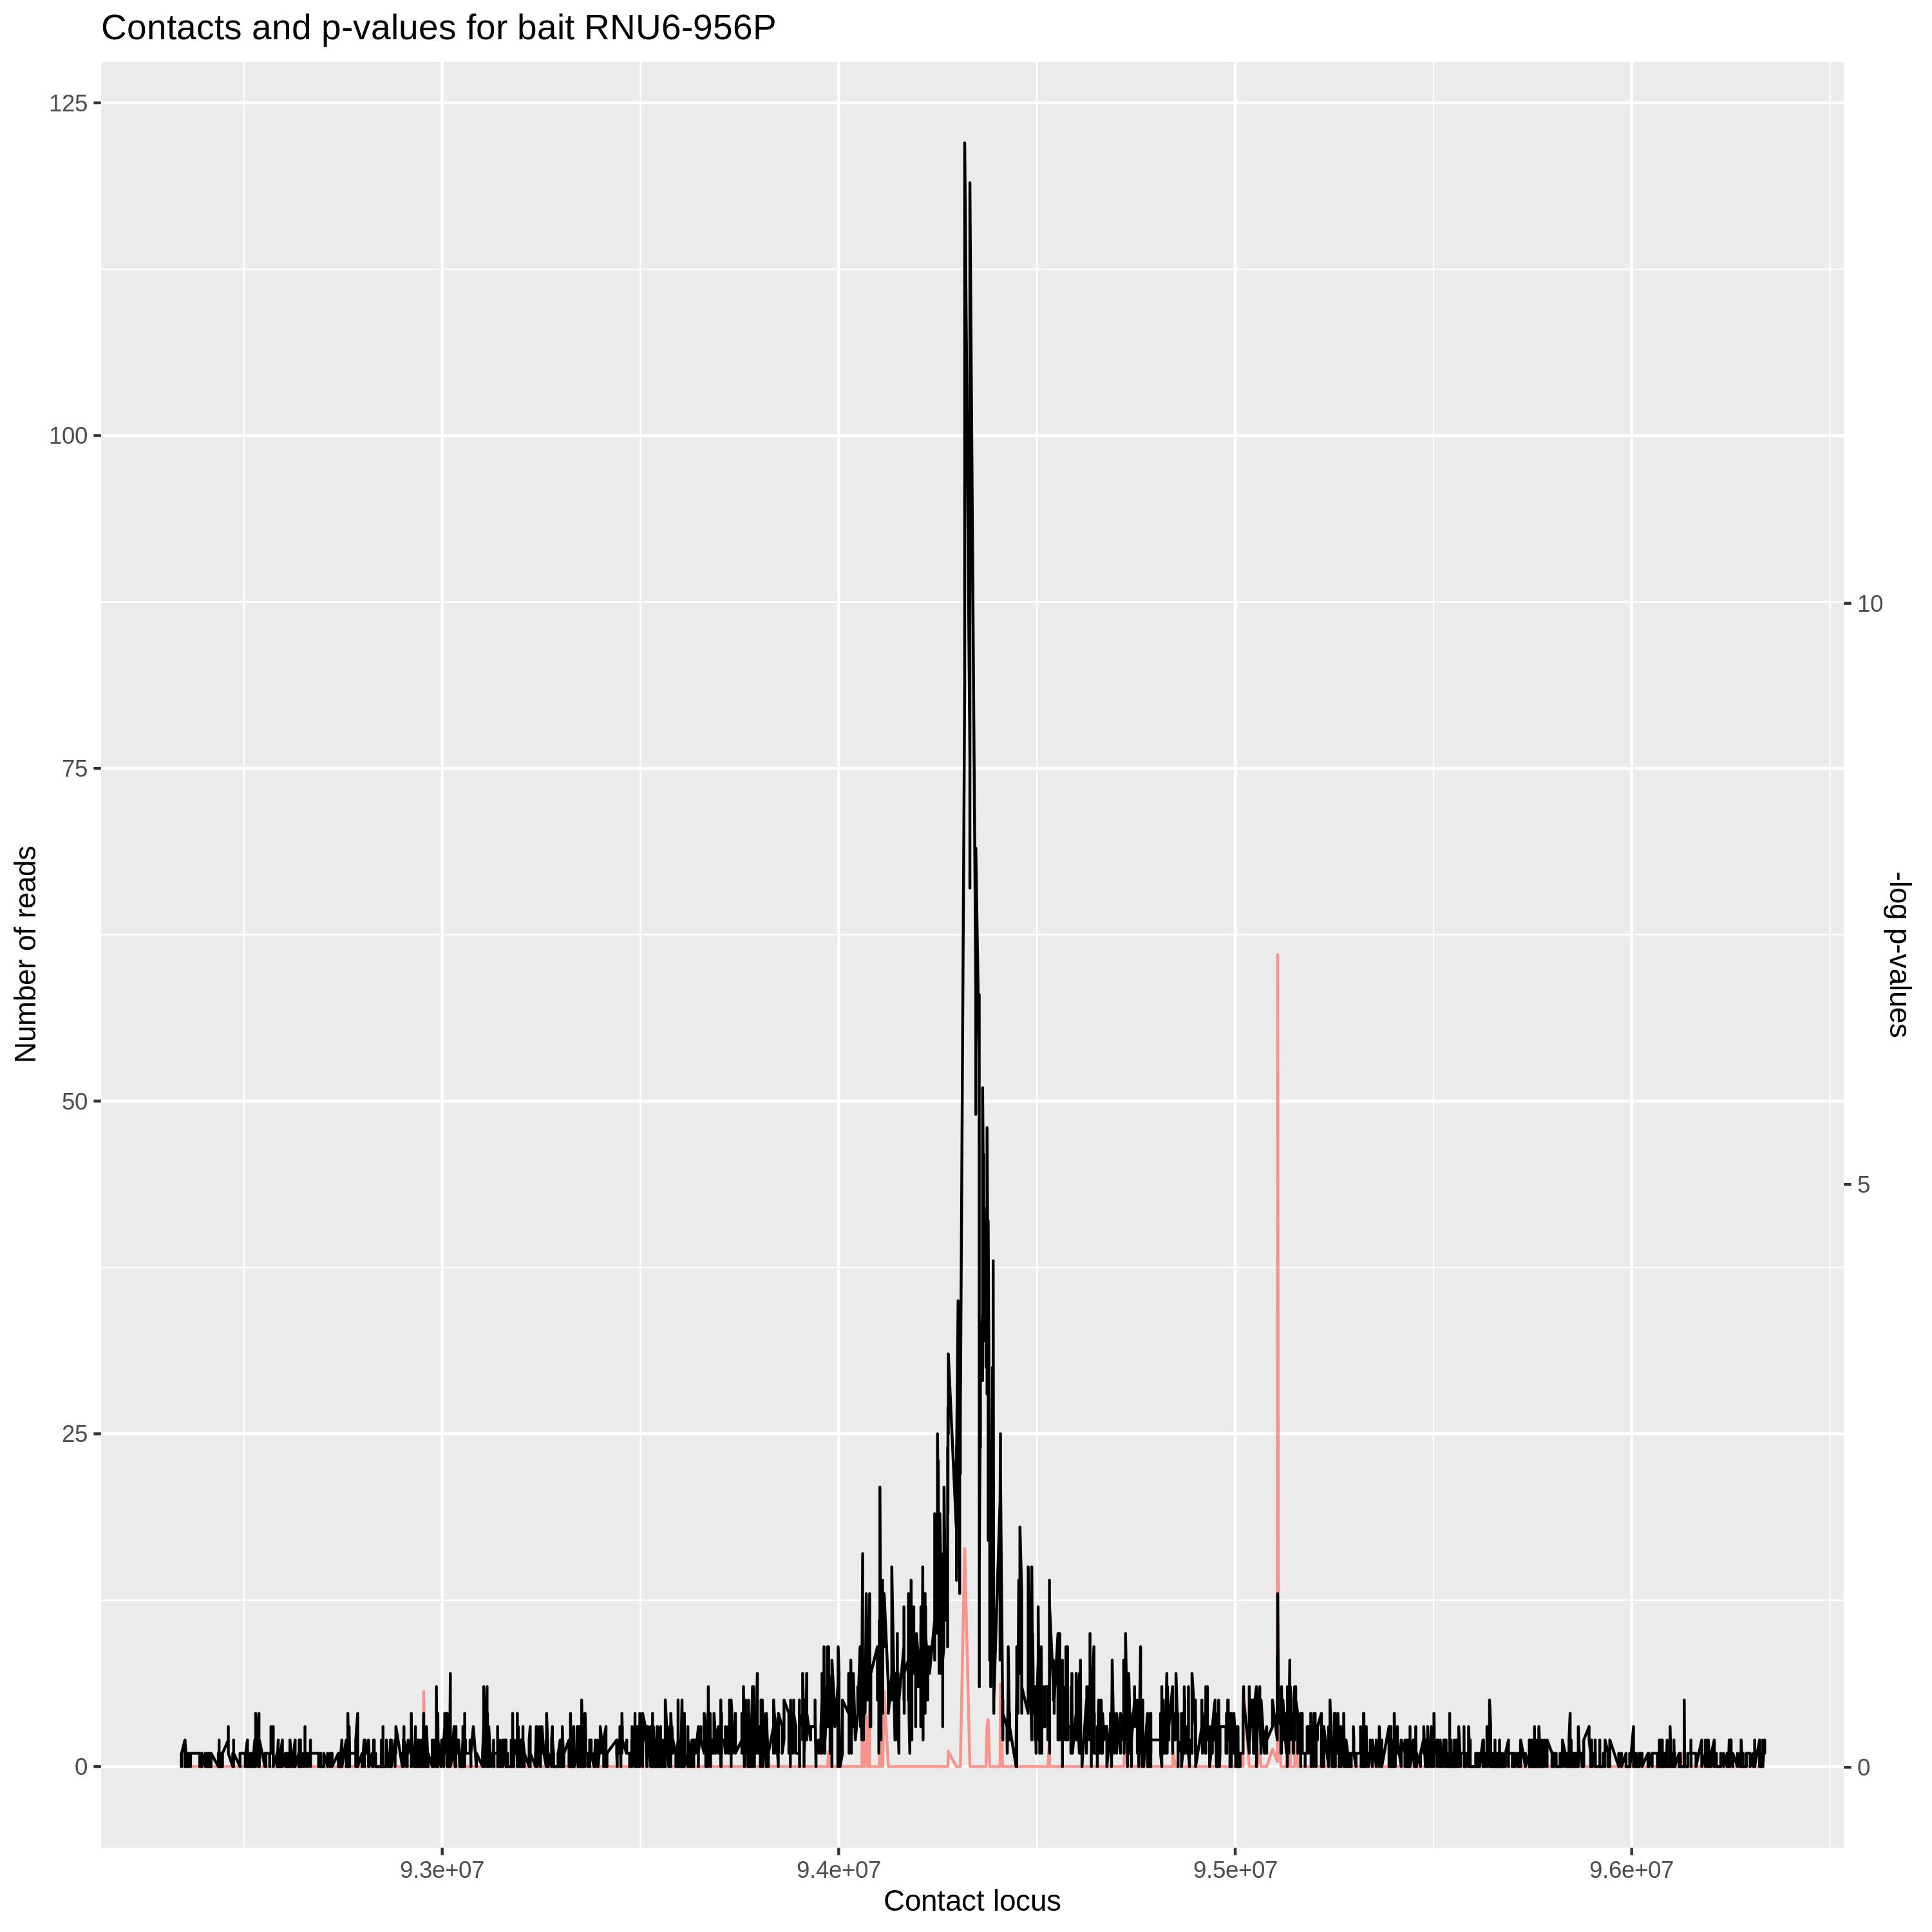 Contacts and p-values for bait RNU6-956P
125
100
75
50
25
0
Number of reads
10
5
0
-log p-values
9.3e+07
9.4e+07
9.5e+07
9.6e+07
Contact locus